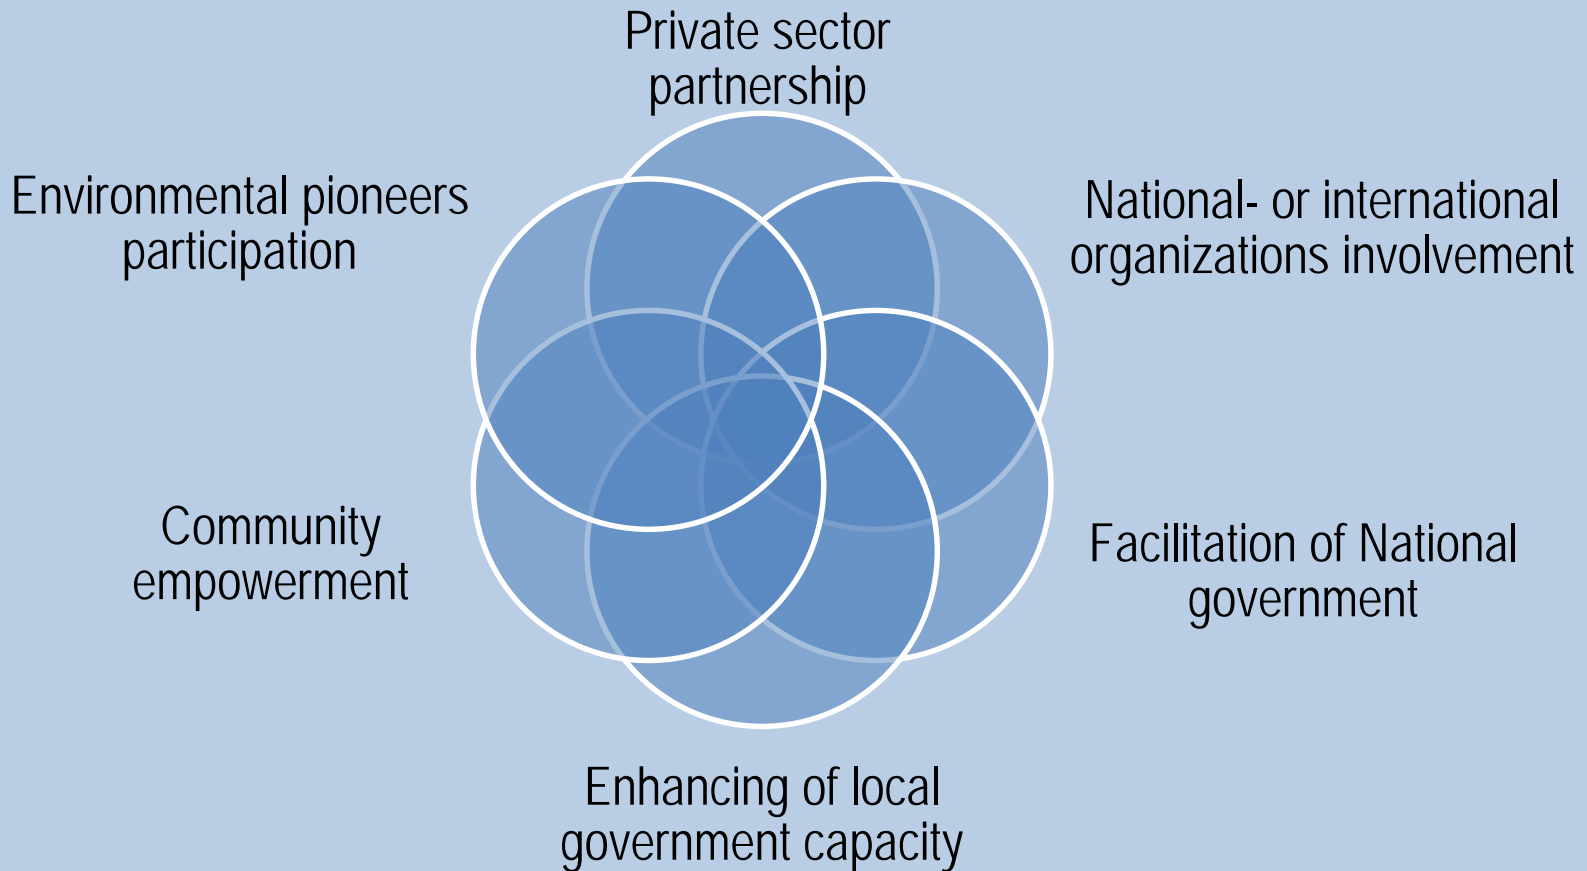 Private sector
partnership
Environmental pioneers
participation
National- or international
organizations involvement
Community
empowerment
Facilitation of National
government
Enhancing of local
government capacity